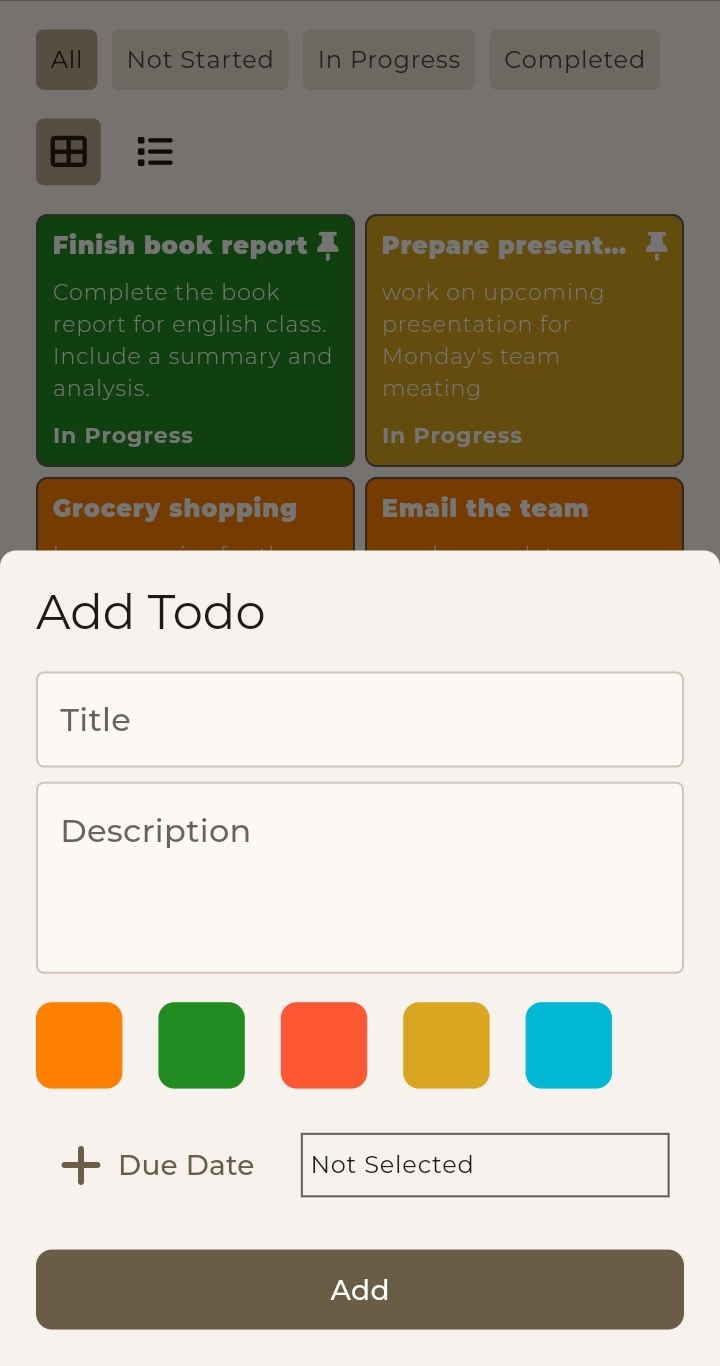 All Not Started In Progress Completed
Finish book report
Complete the book
report for english class.
Include a summary and
analysis.
In Progress
Prepare present...
work on upcoming
presentation for
Monday's team
meating
In Progress
Grocery shopping
Email the team
Add Todo
Title
Description
Due Date Not Selected
Add